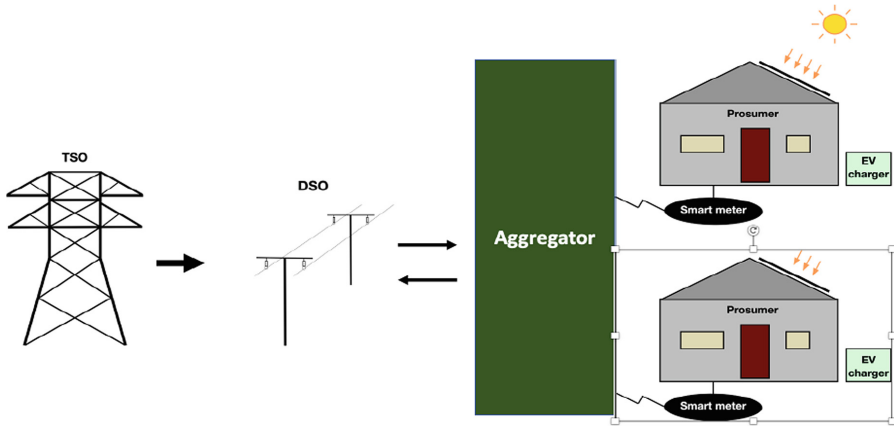 TSO
DSO
Aggregator
Prosumer
EV
charger
Smart meter
Prosumer
EV
charger
Smart meter